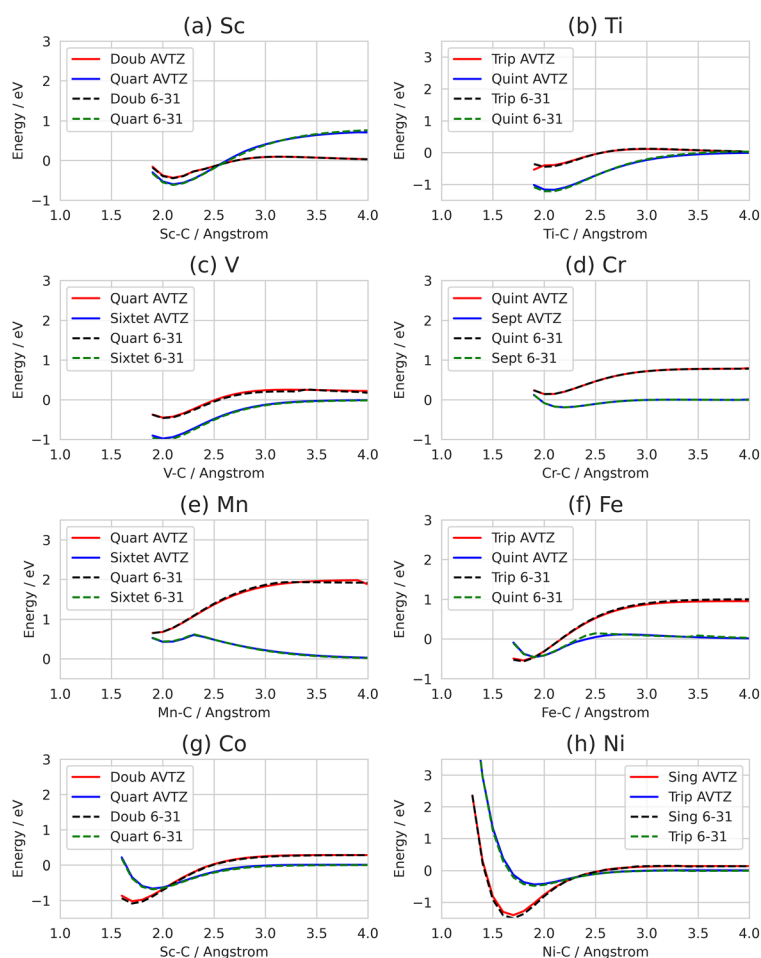 (a) Sc
Energy / eV
3
2
1
0
−1
Doub AVTZ
Quart AVTZ
Doub 6-31
Quart 6-31
1.0 1.5 2.0 2.5 3.0 3.5 4.0
Sc-C / Angstrom
(b) Ti
Energy / eV
3
2
1
0
−1
Trip AVTZ
Quint AVTZ
Trip 6-31
Quint 6-31
1.0 1.5 2.0 2.5 3.0 3.5 4.0
Ti-C / Angstrom
(c) V
Energy / eV
3
2
1
0
−1
Quart AVTZ
Sixtet AVTZ
Quart 6-31
Sixtet 6-31
1.0 1.5 2.0 2.5 3.0 3.5 4.0
V-C / Angstrom
(d) Cr
Energy / eV
3
2
1
0
−1
Quint AVTZ
Sept AVTZ
Quint 6-31
Sept 6-31
1.0 1.5 2.0 2.5 3.0 3.5 4.0
Cr-C / Angstrom
(e) Mn
Energy / eV
3
2
1
0
Quart AVTZ
Sixtet AVTZ
Quart 6-31
Sixtet 6-31
1.0 1.5 2.0 2.5 3.0 3.5 4.0
Mn-C / Angstrom
(f) Fe
Energy / eV
3
2
1
0
−1
Trip AVTZ
Quint AVTZ
Trip 6-31
Quint 6-31
1.0 1.5 2.0 2.5 3.0 3.5 4.0
Fe-C / Angstrom
(g) Co
Energy / eV
3
2
1
0
−1
Doub AVTZ
Quart AVTZ
Doub 6-31
Quart 6-31
1.0 1.5 2.0 2.5 3.0 3.5 4.0
Sc-C / Angstrom
(h) Ni
Energy / eV
3
2
1
0
−1
Sing AVTZ
Trip AVTZ
Sing 6-31
Trip 6-31
1.0 1.5 2.0 2.5 3.0 3.5 4.0
Ni-C / Angstrom